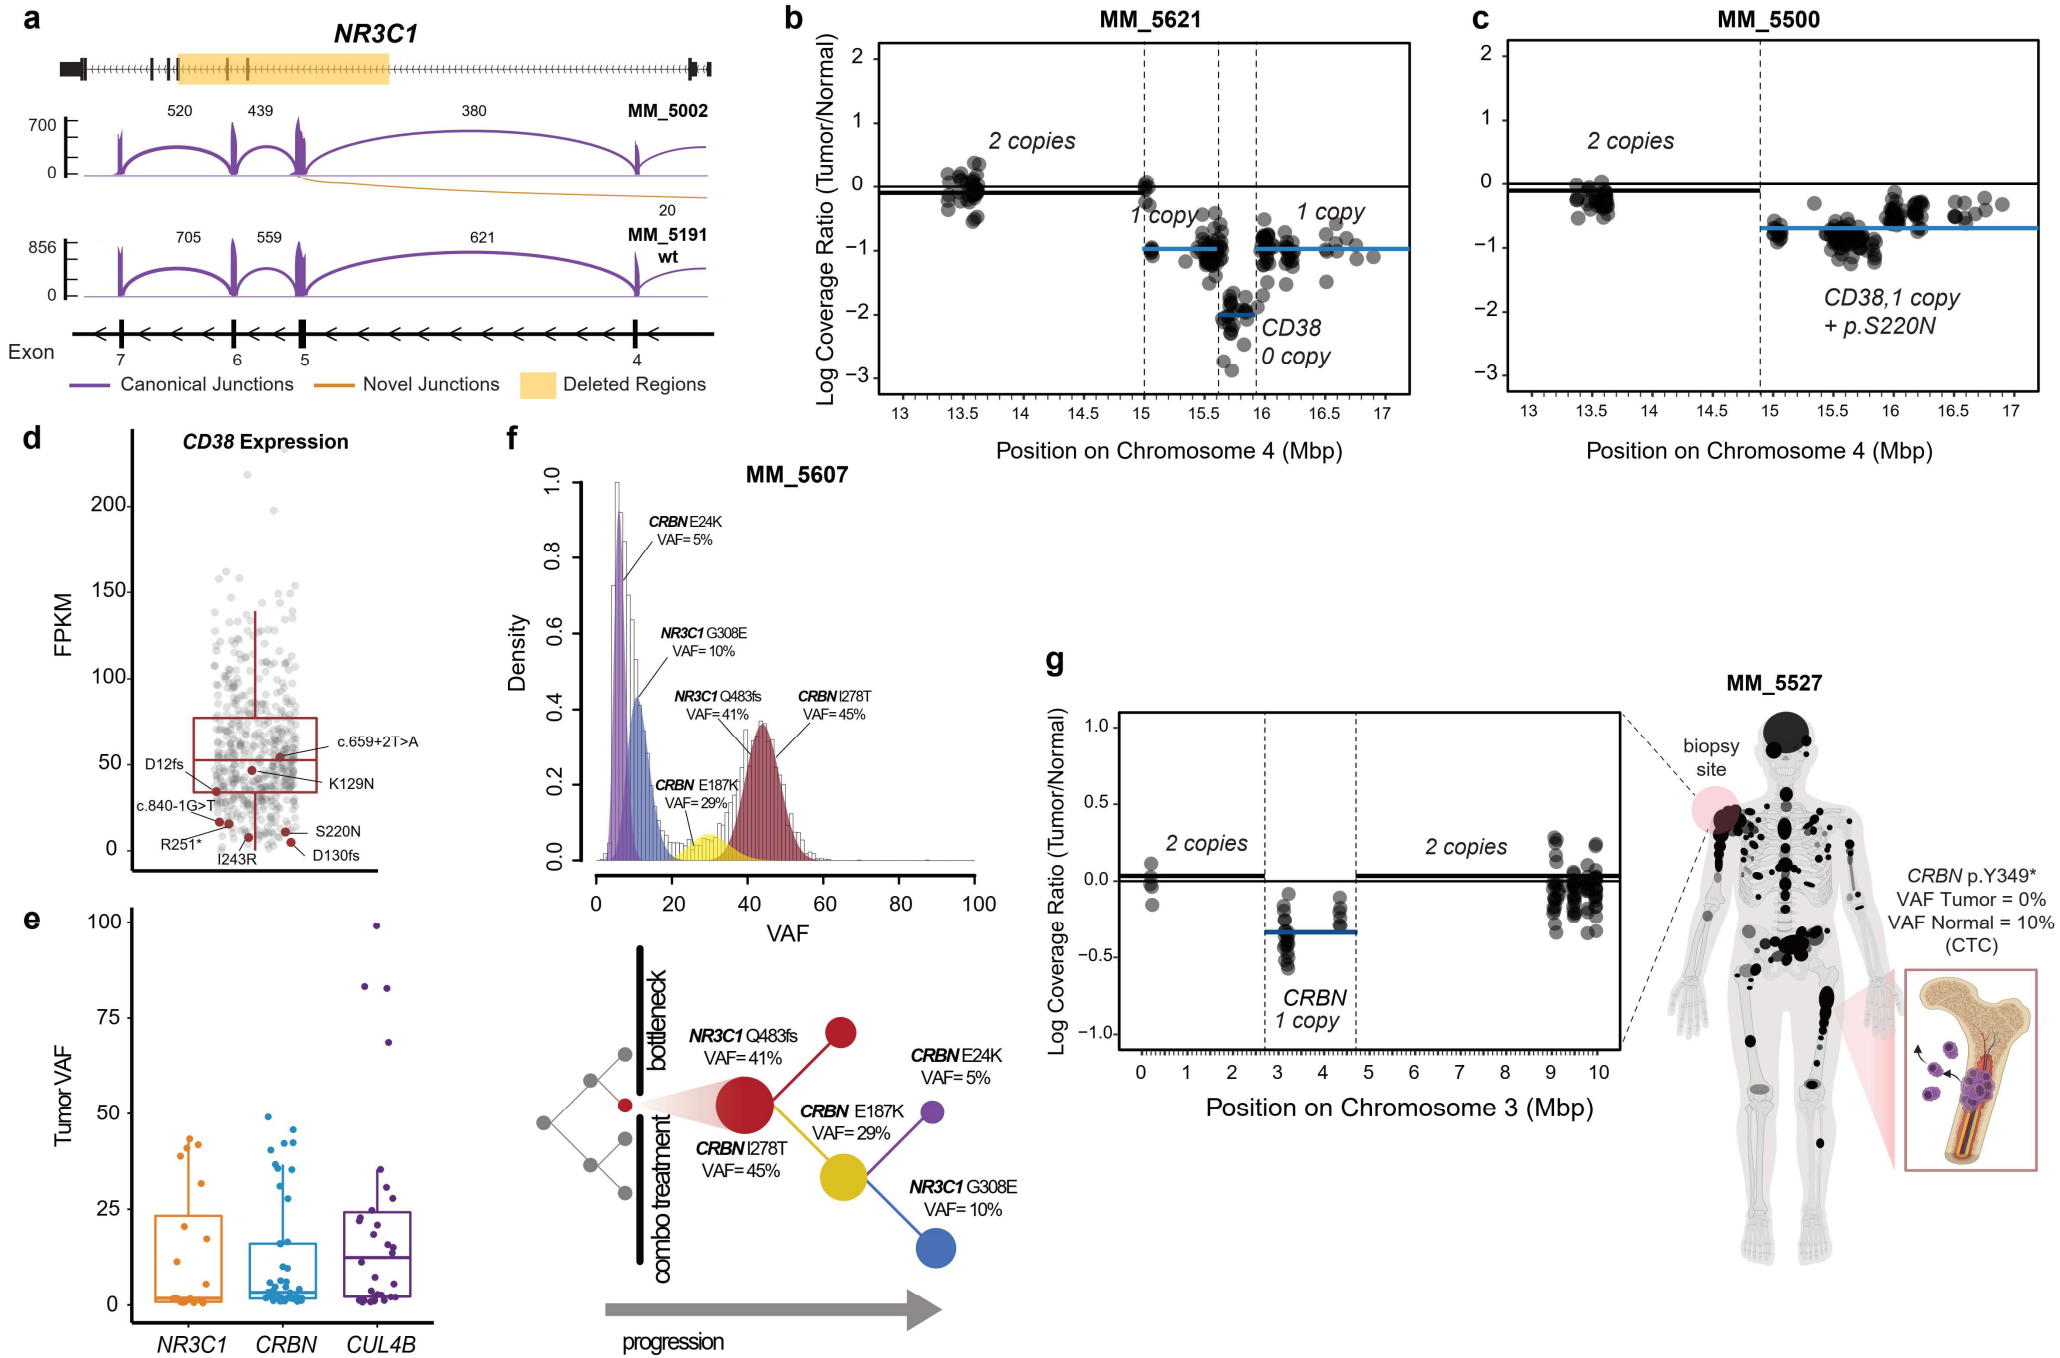 a
NR3C1
520
439
380
MM_5002
700
0
20
705
559
621
MM_5191
wt
856
0
Exon
7
6
5
4
Canonical Junctions
Novel Junctions
Deleted Regions
b
MM_5621
Log Coverage Ratio (Tumor/Normal)
2
1
0
−1
−2
−3
2 copies
1 copy
1 copy
CD38
0 copy
13
13.5
14
14.5
15
15.5
16
16.5
17
Position on Chromosome 4 (Mbp)
c
MM_5500
2
1
0
−1
−2
−3
2 copies
CD38,1 copy
+ p.S220N
13
13.5
14
14.5
15
15.5
16
16.5
17
Position on Chromosome 4 (Mbp)
d
CD38 Expression
FPKM
200
150
100
50
0
c.659+2T>A
D12fs
K129N
c.840-1G>T
R251*
I243R
S220N
D130fs
e
Tumor VAF
100
75
50
25
0
NR3C1
CRBN
CUL4B
f
MM_5607
Density
1.0
0.8
0.6
0.4
0.2
0.0
CRBN E24K
VAF= 5%
NR3C1 G308E
VAF= 10%
NR3C1 Q483fs
VAF= 41%
CRBN I278T
VAF= 45%
CRBN E187K
VAF= 29%
0
20
40
60
80
100
VAF
bottleneck
combo treatment
NR3C1 Q483fs
VAF= 41%
CRBN I278T
VAF= 45%
CRBN E187K
VAF= 29%
CRBN E24K
VAF= 5%
NR3C1 G308E
VAF= 10%
progression
g
MM_5527
Log Coverage Ratio (Tumor/Normal)
1.0
0.5
0.0
−0.5
−1.0
2 copies
2 copies
CRBN
1 copy
0
1
2
3
4
5
6
7
8
9
10
Position on Chromosome 3 (Mbp)
biopsy
site
CRBN p.Y349*
VAF Tumor = 0%
VAF Normal = 10%
(CTC)